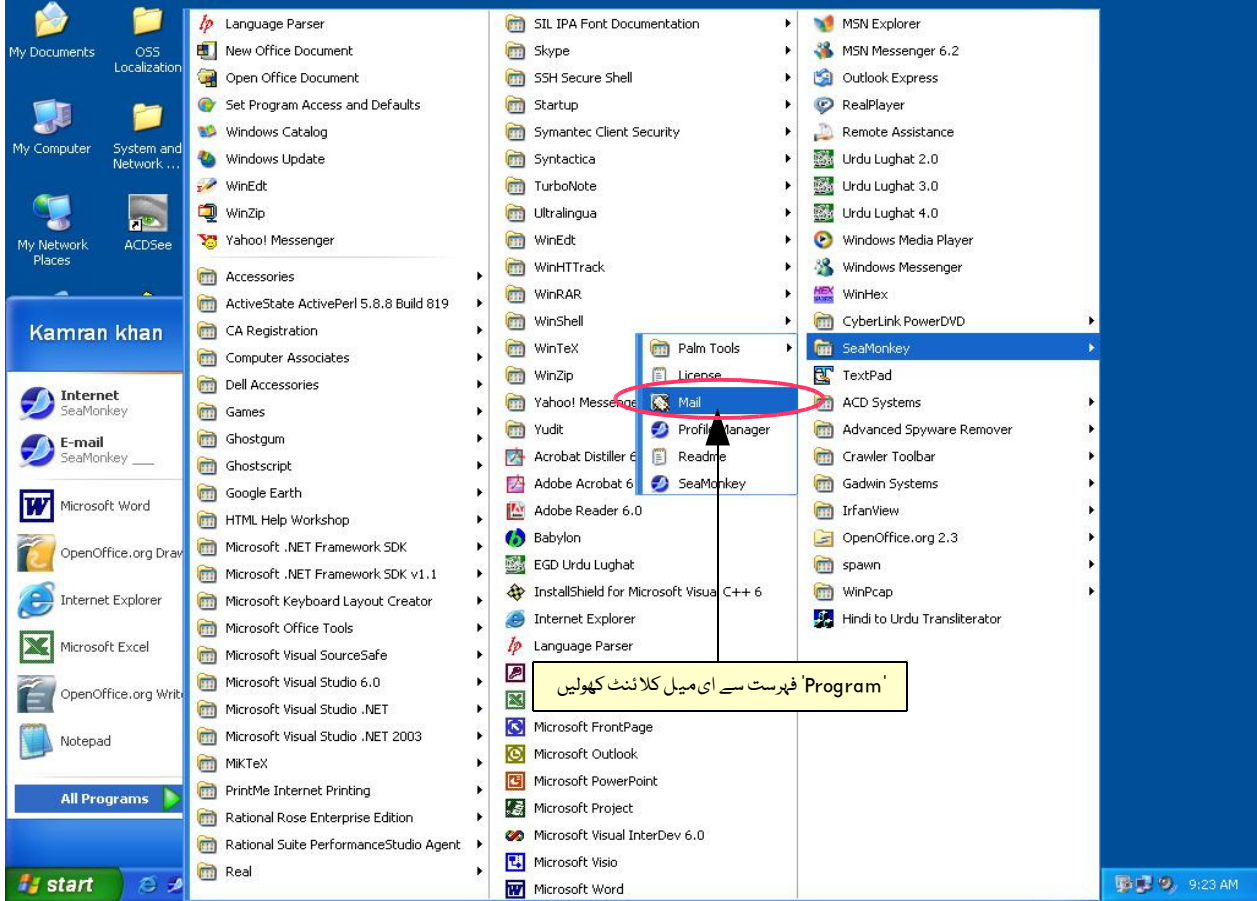 My Documents
OSS
Localization
My Computer
System and
Network ...
My Network
Places
ACDSee
Kamran khan
Internet
SeaMonkey
E-mail
SeaMonkey
Microsoft Word
OpenOffice.org Draw
Internet Explorer
Microsoft Excel
OpenOffice.org Write
Notepad
All Programs
start
Language Parser
New Office Document
Open Office Document
Set Program Access and Defaults
Windows Catalog
Windows Update
WinEdt
WinZip
Yahoo! Messenger
Accessories
ActiveState ActivePerl 5.8.8 Build 819
CA Registration
Computer Associates
Dell Accessories
Games
Ghostgum
Ghostscript
Google Earth
HTML Help Workshop
Microsoft .NET Framework SDK
Microsoft .NET Framework SDK v1.1
Microsoft Keyboard Layout Creator
Microsoft Office Tools
Microsoft Visual SourceSafe
Microsoft Visual Studio 6.0
Microsoft Visual Studio .NET
Microsoft Visual Studio .NET 2003
MiKTeX
PrintMe Internet Printing
Rational Rose Enterprise Edition
Rational Suite PerformanceStudio Agent
Real
SIL IPA Font Documentation
Skype
SSH Secure Shell
Startup
Symantec Client Security
Syntactica
TurboNote
Ultralingua
WinEdt
WinHTTrack
WinRAR
WinShell
WinTeX
WinZip
Yahoo! Messenge
Yudit
Acrobat Distiller 6
Adobe Acrobat 6
Adobe Reader 6.0
Babylon
EGD Urdu Lughat
InstallShield for Microsoft Visual C++ 6
Internet Explorer
Language Parser
'Program' فہرست سے ای میل کلائنٹ کھولیں
Microsoft FrontPage
Microsoft Outlook
Microsoft PowerPoint
Microsoft Project
Microsoft Visual InterDev 6.0
Microsoft Visio
Microsoft Word
Palm Tools
License
Mail
Profile Manager
Readme
SeaMonkey
MSN Explorer
MSN Messenger 6.2
Outlook Express
RealPlayer
Remote Assistance
Urdu Lughat 2.0
Urdu Lughat 3.0
Urdu Lughat 4.0
Windows Media Player
Windows Messenger
WinHex
CyberLink PowerDVD
SeaMonkey
TextPad
ACD Systems
Advanced Spyware Remover
Crawler Toolbar
Gadwin Systems
IrfanView
OpenOffice.org 2.3
spawn
WinPcap
Hindi to Urdu Transliterator
9:23 AM